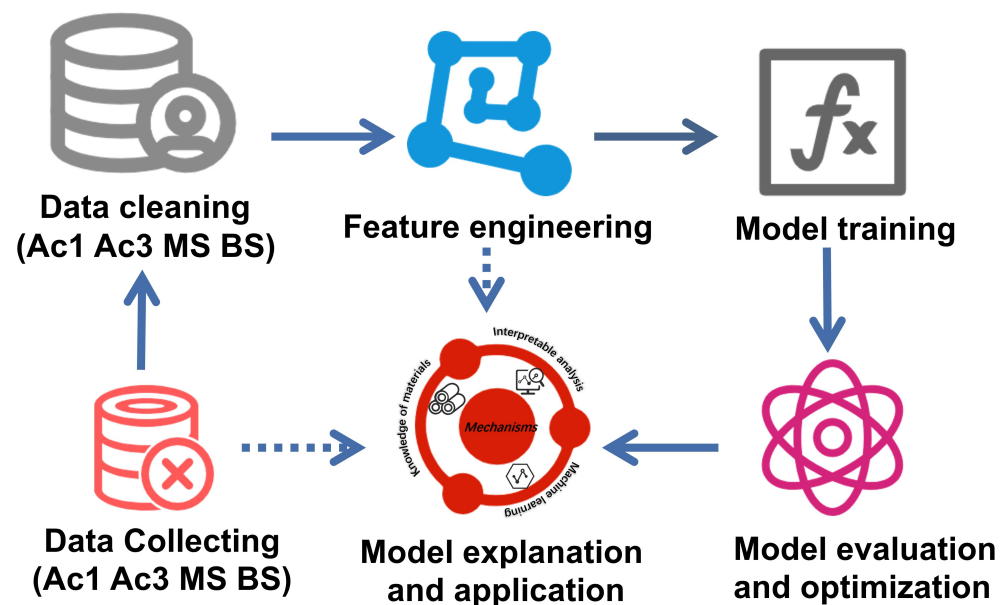 Data cleaning
(Ac1 Ac3 MS BS)
Feature engineering
fx
Model training
Interpretable analysis
Knowledge of materials
Mechanisms
Machine learning
Data Collecting
(Ac1 Ac3 MS BS)
Model explanation
and application
Model evaluation
and optimization